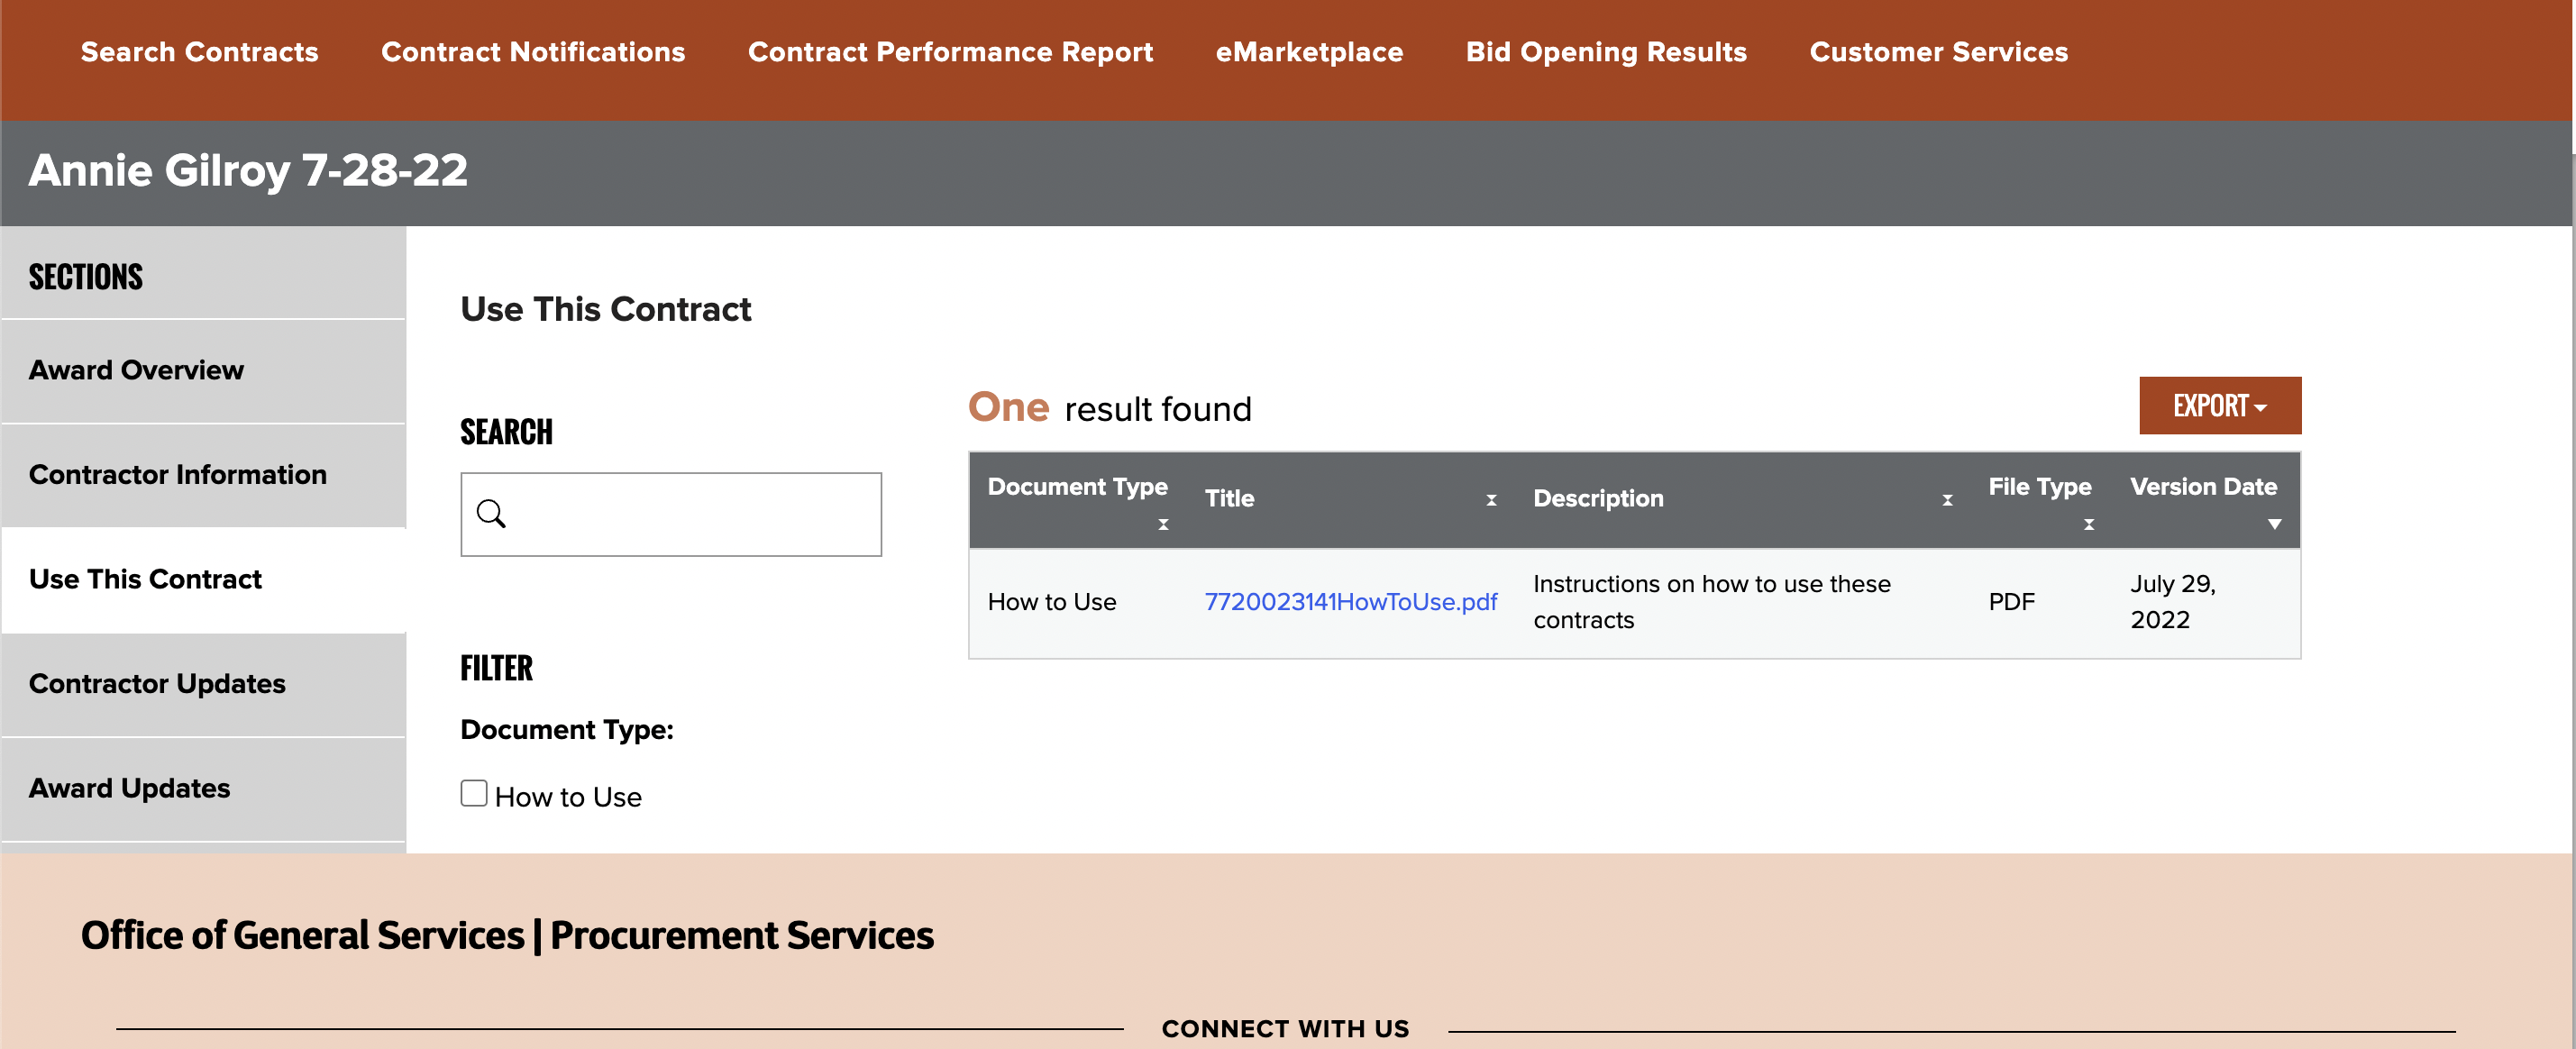 Search Contracts Contract Notifications Contract Performance Report eMarketplace Bid Opening Results Customer Services
Annie Gilroy 7-28-22
SECTIONS
Award Overview
Contractor Information
Use This Contract
Contractor Updates
Award Updates
Use This Contract
SEARCH
FILTER
Document Type:
How to Use
One result found
EXPORT
Document Type Title Description File Type Version Date
How to Use 7720023141HowToUse.pdf Instructions on how to use these PDF July 29,
contracts 2022
Office of General Services | Procurement Services
CONNECT WITH US